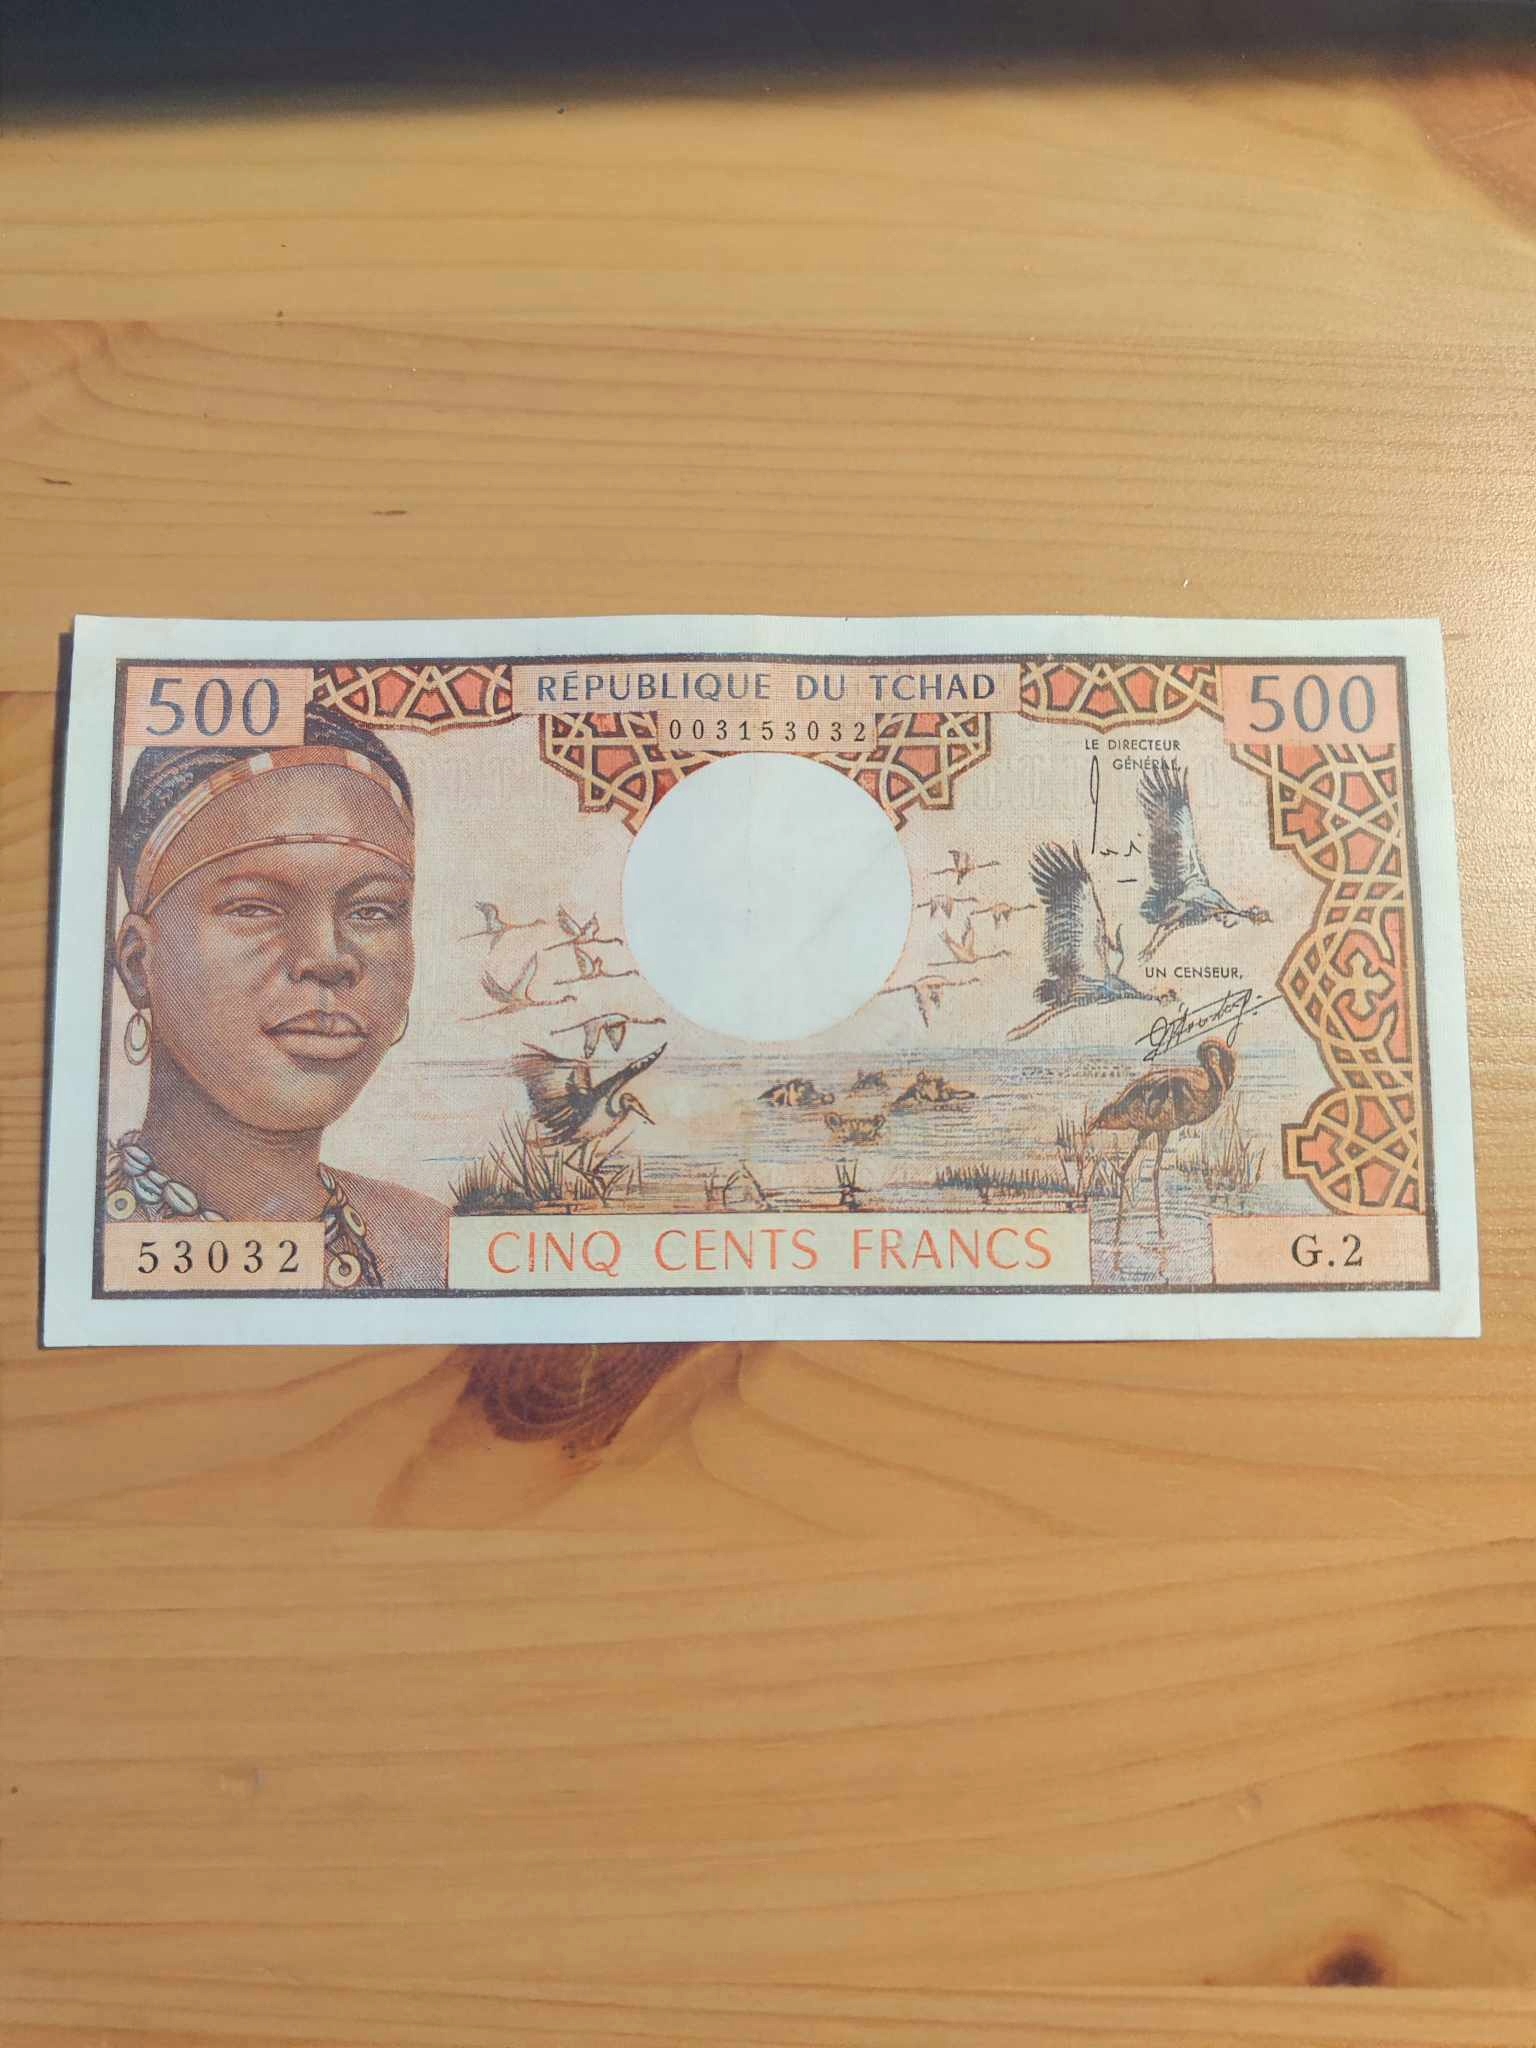 500 RÉPUBLIQUE DU TCHAD 500
003153032
LE DIRECTEUR
GÉNÉRAL,
UN CENSEUR,
53032 CINQ CENTS FRANCS G.2